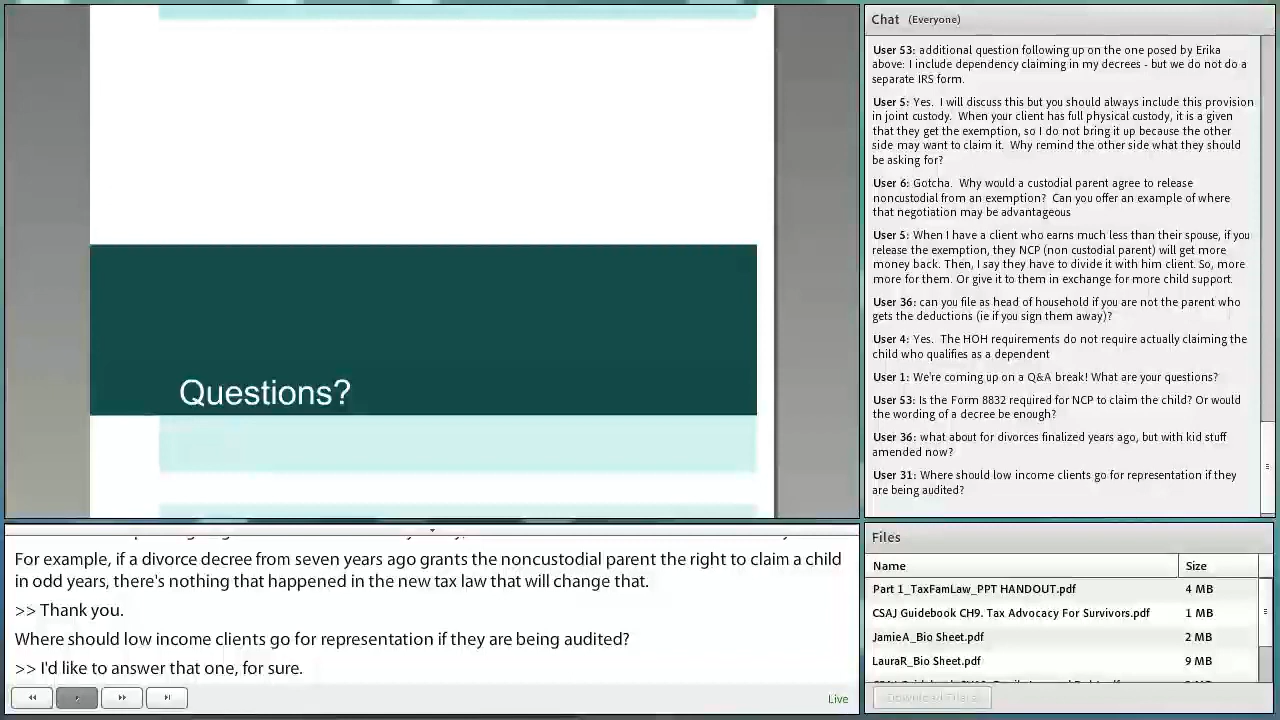 Questions?
For example, if a divorce decree from seven years ago grants the noncustodial parent the right to claim a child
in odd years, there's nothing that happened in the new tax law that will change that.
>> Thank you.
Where should low income clients go for representation if they are being audited?
>> I'd like to answer that one, for sure.
Live
Chat (Everyone)
User 53: additional question following up on the one posed by Erika
above: I include dependency claiming in my decrees - but we do not do a
separate IRS form.
User 5: Yes. I will discuss this but you should always include this provision
in joint custody. When your client has full physical custody, it is a given
that they get the exemption, so I do not bring it up because the other
side may want to claim it. Why remind the other side what they should
be asking for?
User 6: Gotcha. Why would a custodial parent agree to release
noncustodial from an exemption? Can you offer an example of where
that negotiation may be advantageous
User 5: When I have a client who earns much less than their spouse, if you
release the exemption, they NCP (non custodial parent) will get more
money back. Then, I say they have to divide it with him client. So, more
more for them. Or give it to them in exchange for more child support.
User 36: can you file as head of household if you are not the parent who
gets the deductions (ie if you sign them away)?
User 4: Yes. The HOH requirements do not require actually claiming the
child who qualifies as a dependent
User 1: We're coming up on a Q&A break! What are your questions?
User 53: Is the Form 8832 required for NCP to claim the child? Or would
the wording of a decree be enough?
User 36: what about for divorces finalized years ago, but with kid stuff
amended now?
User 31: Where should low income clients go for representation if they
are being audited?
Files
Name Size
Part 1_TaxFamLaw_PPT HANDOUT.pdf 4 MB
CSAJ Guidebook CH9. Tax Advocacy For Survivors.pdf 1 MB
JamieA_Bio Sheet.pdf 2 MB
LauraR_Bio Sheet.pdf 9 MB